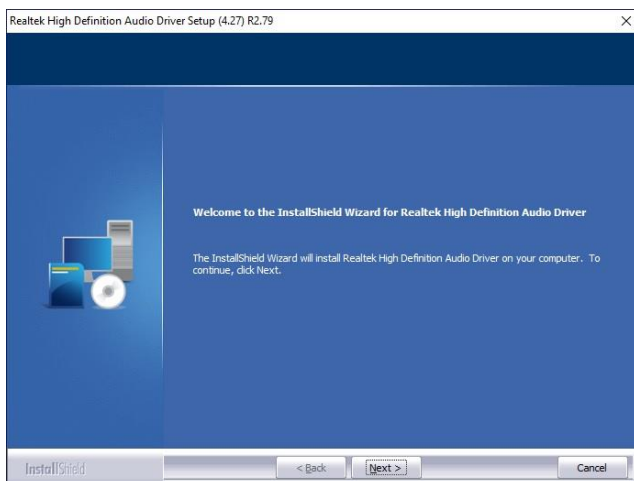 Realtek High Definition Audio Driver Setup (4.27) R2.79
Welcome to the InstallShield Wizard for Realtek High Definition Audio Driver
The InstallShield Wizard will install Realtek High Definition Audio Driver on your computer. To
continue, click Next.
InstallShield
< Back
Next >
Cancel